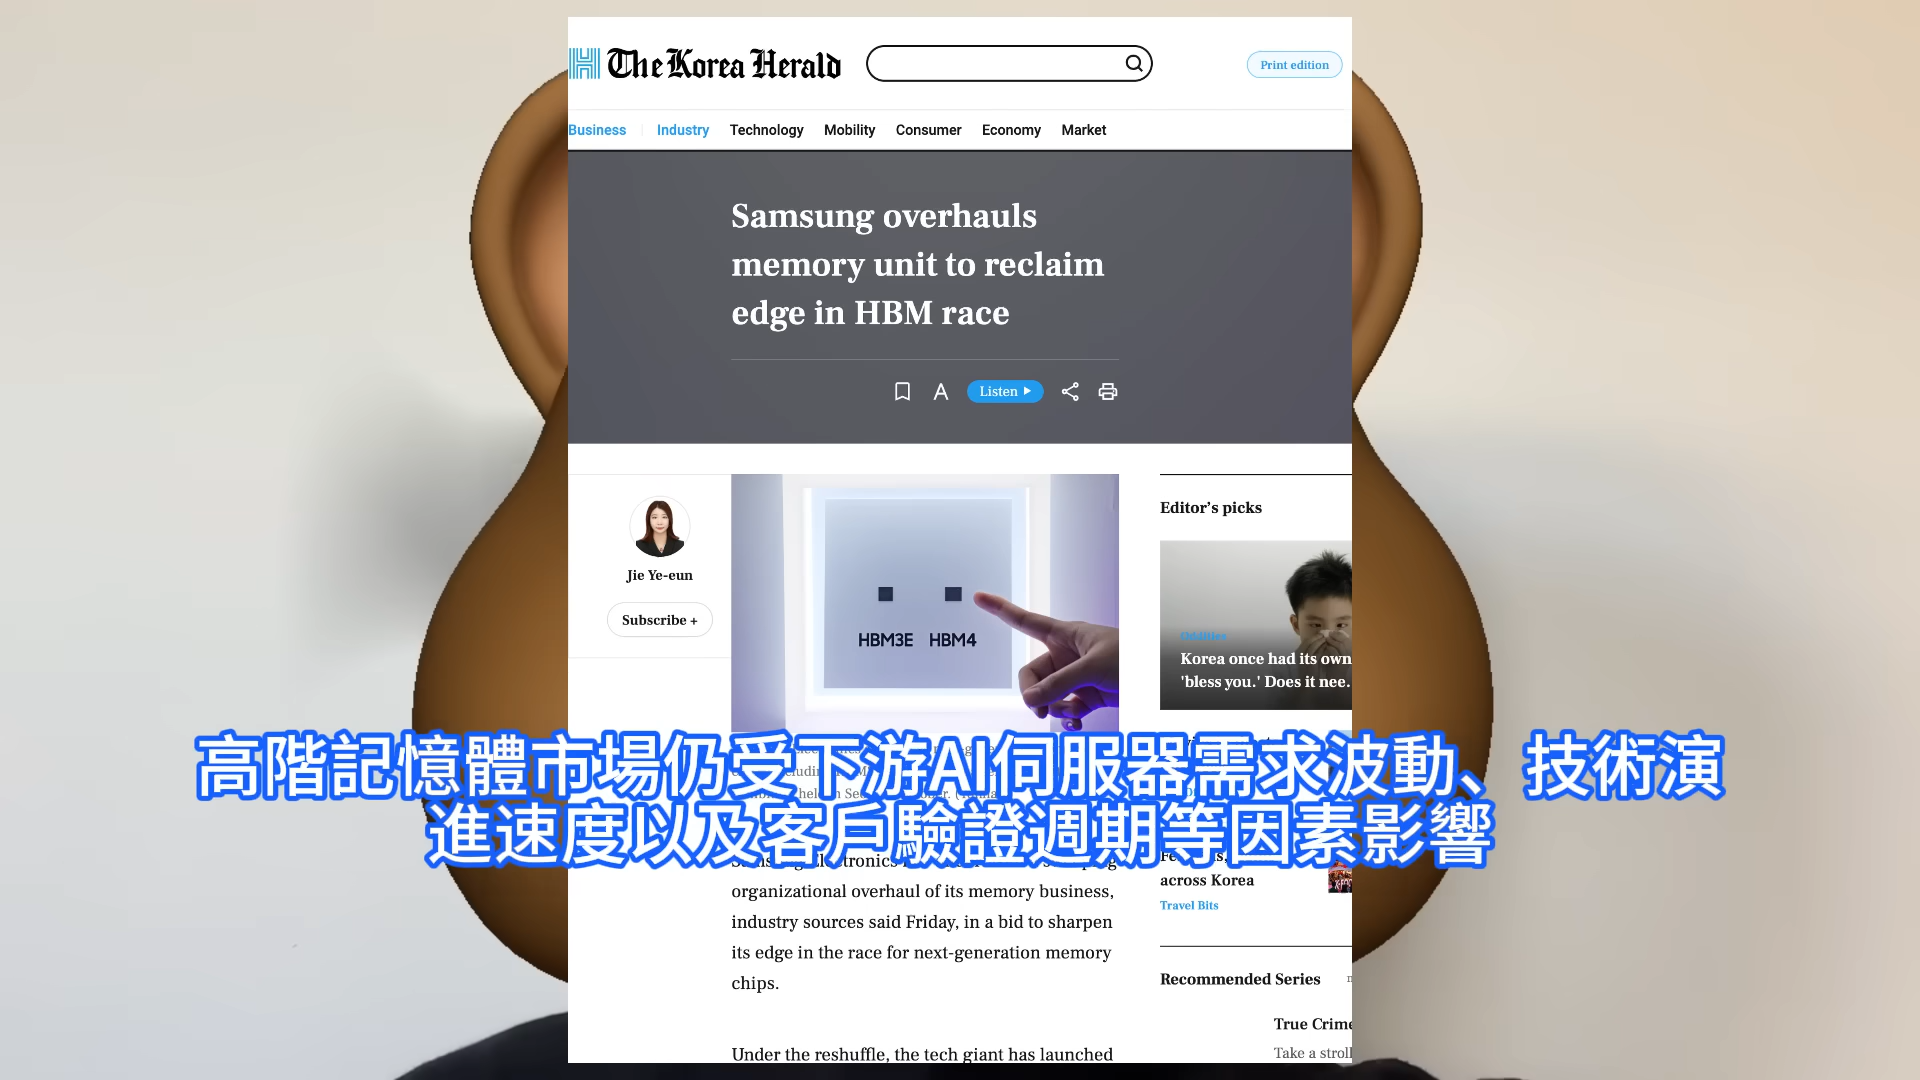 The Korea Herald
Print edition
Business
Industry
Technology
Mobility
Consumer
Economy
Market
Samsung overhauls
memory unit to reclaim
edge in HBM race
Listen
Jie Ye-eun
Subscribe +
HBM3E HBM4
Editor's picks
Oddities
Korea once had its own
'bless you.' Does it nee.
高階記憶體市場仍受下游AI伺服器需求波動、技術演
進速度以及客戶驗證週期等因素影響
organizational overhaul of its memory business,
industry sources said Friday, in a bid to sharpen
its edge in the race for next-generation memory
chips.
Under the reshuffle, the tech giant has launched
across Korea
Travel Bits
Recommended Series
True Crime
Take a stroll